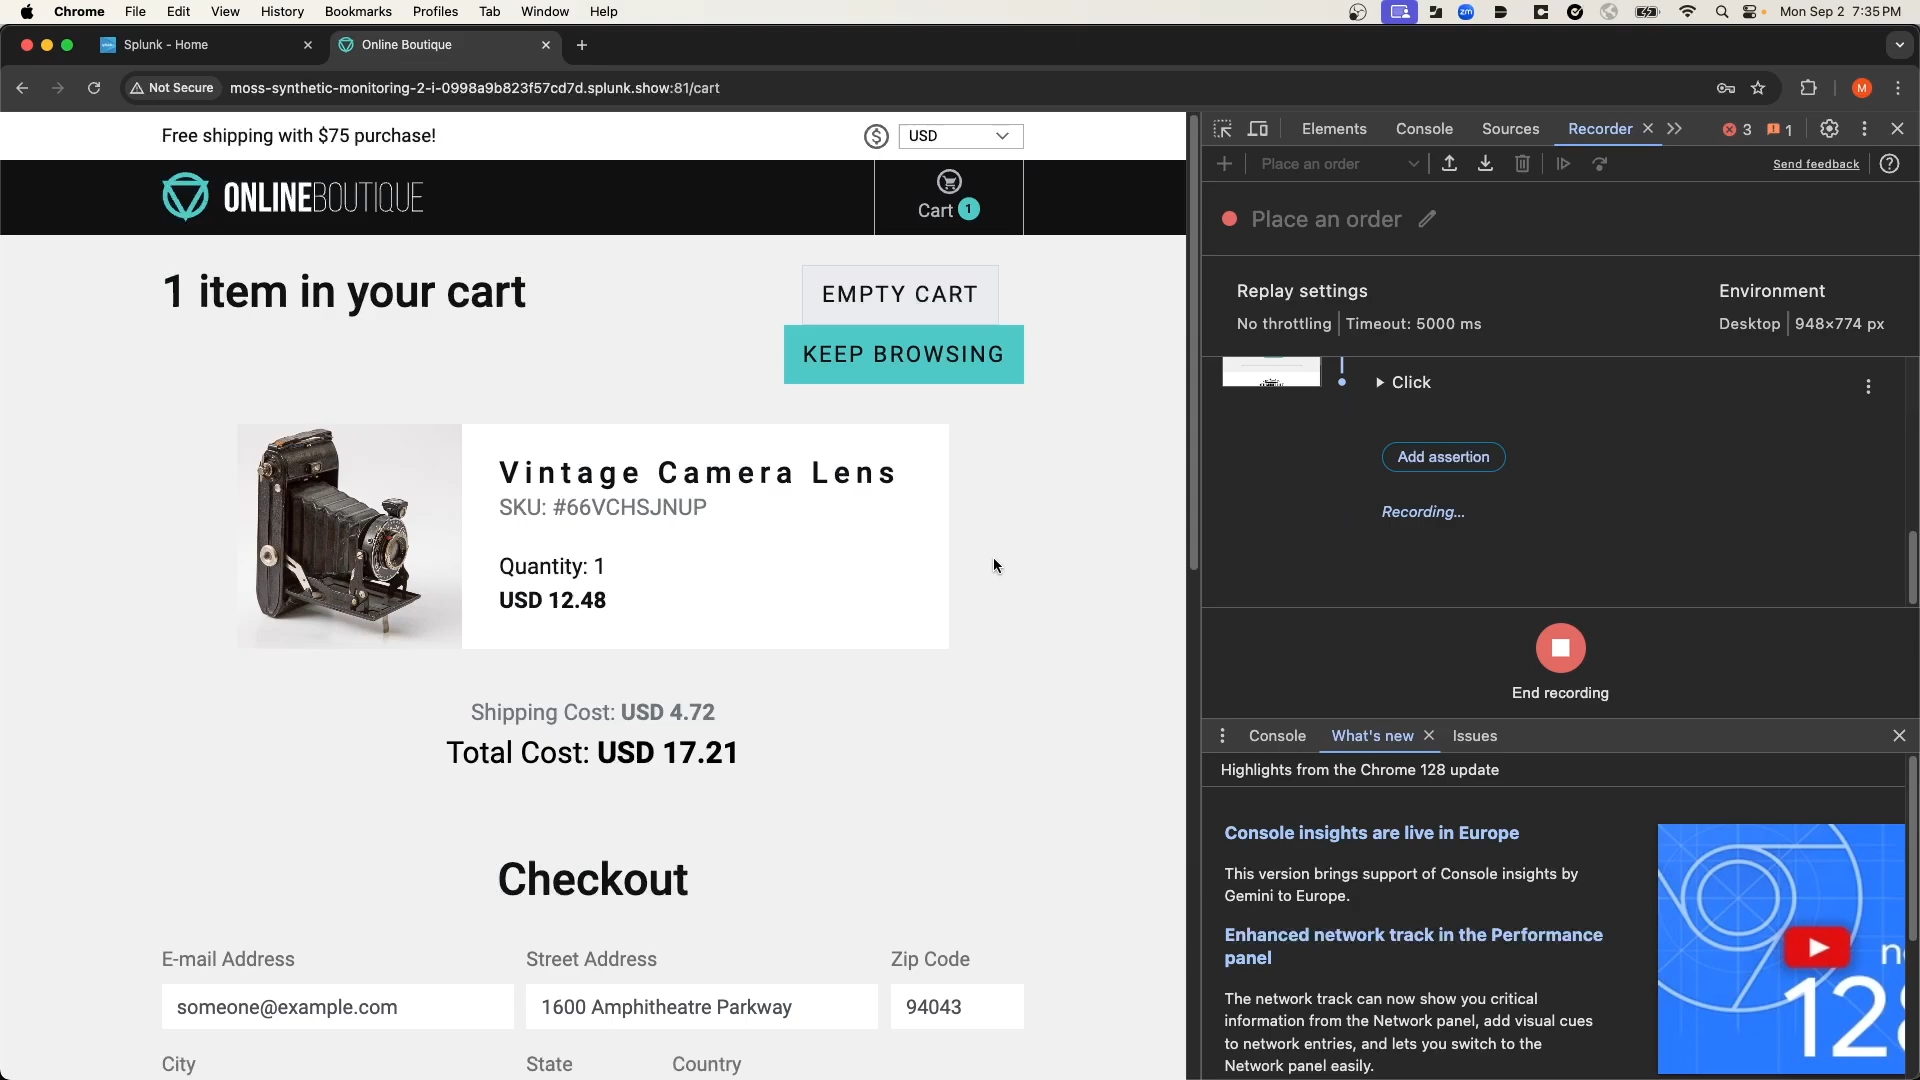 Chrome File Edit View History Bookmarks Profiles Tab Window Help
zm
Mon Sep 2 7:35 PM
Splunk - Home
Online Boutique
Not Secure
moss-synthetic-monitoring-2-i-0998a9b823f57cd7d.splunk.show:81/cart
M
Free shipping with $75 purchase!
$ USD
ONLINEBOUTIQUE
Cart 1
1 item in your cart
EMPTY CART
KEEP BROWSING
Vintage Camera Lens
SKU: #66VCHSJNUP
Quantity: 1
USD 12.48
Shipping Cost: USD 4.72
Total Cost: USD 17.21
Checkout
E-mail Address Street Address Zip Code
someone@example.com 1600 Amphitheatre Parkway 94043
City State Country
Elements Console Sources Recorder 3 1
Place an order
Send feedback
Place an order
Replay settings Environment
No throttling Timeout: 5000 ms Desktop 948×774 px
Click
Add assertion
Recording...
End recording
Console What's new Issues
Highlights from the Chrome 128 update
Console insights are live in Europe
This version brings support of Console insights by
Gemini to Europe.
Enhanced network track in the Performance
panel
The network track can now show you critical
information from the Network panel, add visual cues
to network entries, and lets you switch to the
Network panel easily.